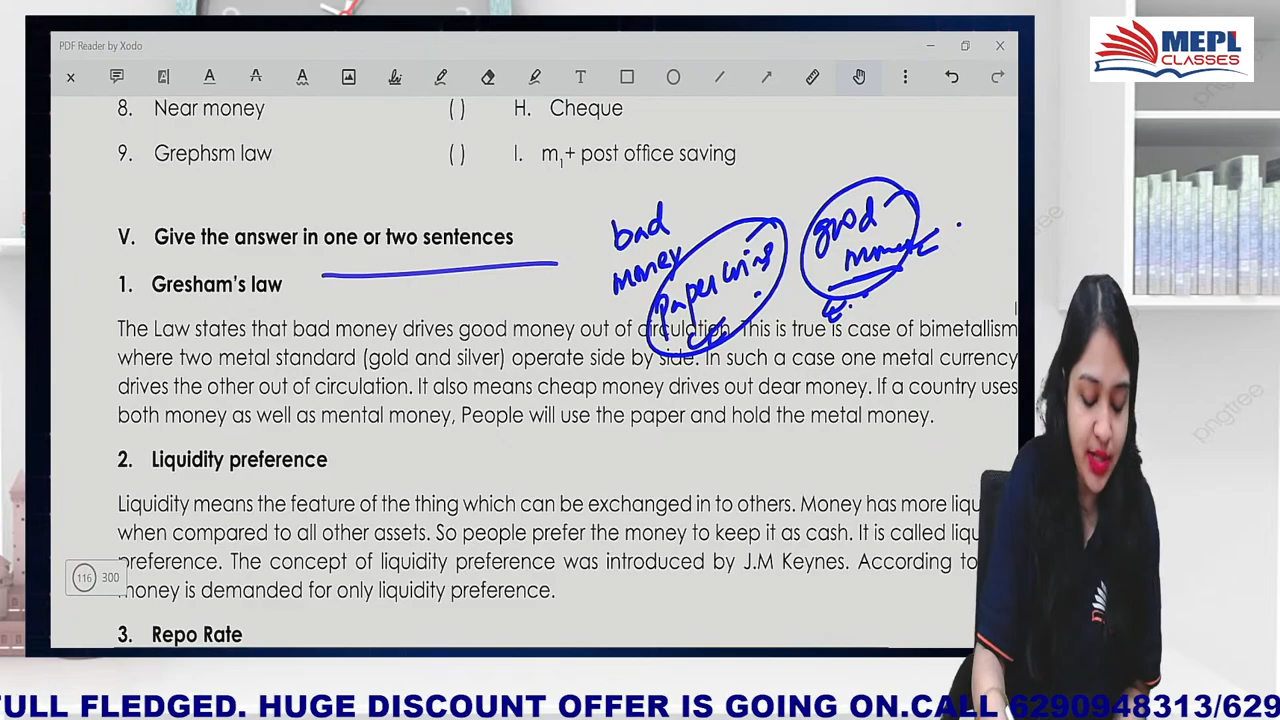 PDF Reader by Xodo
MEPL
CLASSES
8. Near money ( ) H. Cheque
9. Grephsm law ( ) I. m1+ post office saving
V. Give the answer in one or two sentences
bad
money
good
money
paper coins
1. Gresham's law
The Law states that bad money drives good money out of circulation. This is true is case of bimetallism
where two metal standard (gold and silver) operate side by side. In such a case one metal currency
drives the other out of circulation. It also means cheap money drives out dear money. If a country uses
both money as well as mental money, People will use the paper and hold the metal money.
2. Liquidity preference
Liquidity means the feature of the thing which can be exchanged in to others. Money has more liqu
when compared to all other assets. So people prefer the money to keep it as cash. It is called liqu
preference. The concept of liquidity preference was introduced by J.M Keynes. According to
money is demanded for only liquidity preference.
116 300
3. Repo Rate
FULL FLEDGED. HUGE DISCOUNT OFFER IS GOING ON.CALL 6290948313/629
pngtree